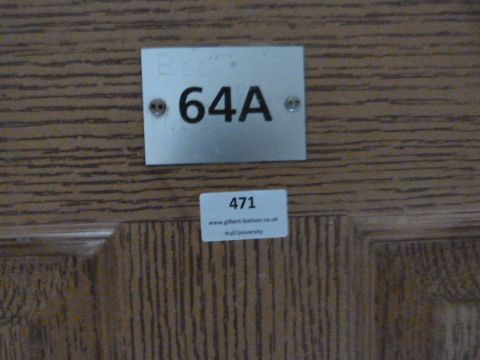 64A
471
www.gilbert-baitson.co.uk
Hull University